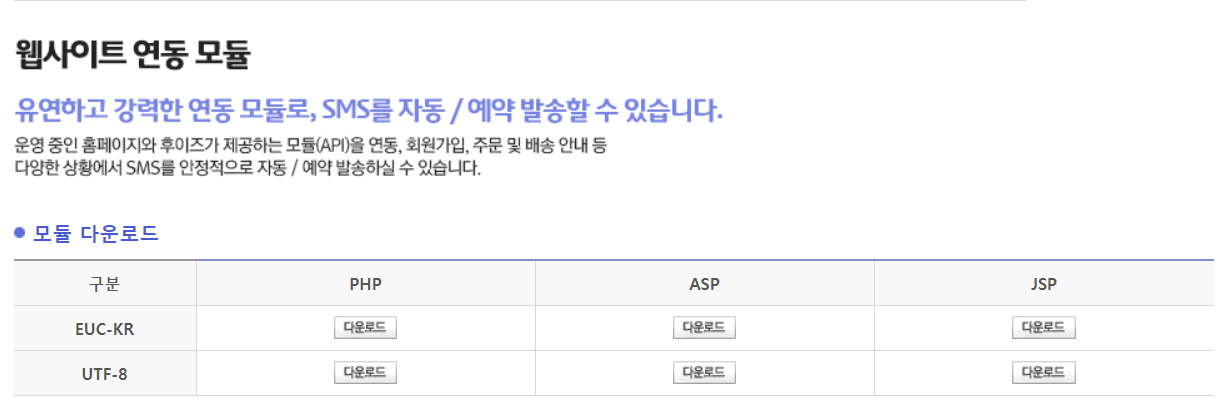 웹사이트 연동 모듈
유연하고 강력한 연동 모듈로, SMS를 자동 / 예약 발송할 수 있습니다.
운영 중인 홈페이지와 후이즈가 제공하는 모듈(API)을 연동, 회원가입, 주문 및 배송 안내 등
다양한 상황에서 SMS를 안정적으로 자동 / 예약 발송하실 수 있습니다.
모듈 다운로드
구분 PHP ASP JSP
EUC-KR 다운로드 다운로드 다운로드
UTF-8 다운로드 다운로드 다운로드